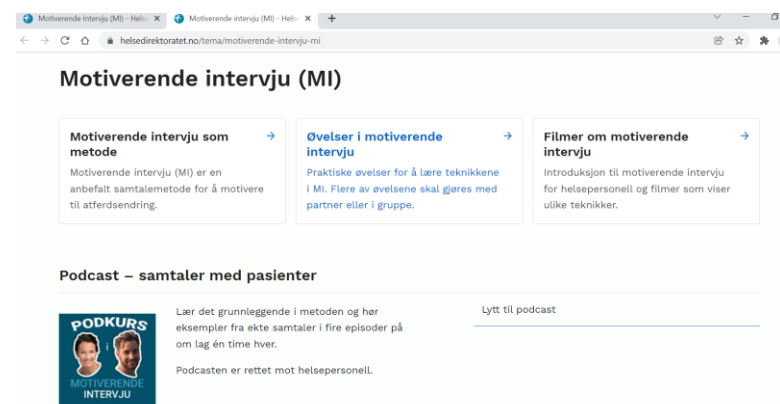 Motiverende intervju (MI) - Helse
Motiverende intervju (MI) - Helse
helsedirektoratet.no/tema/motiverende-intervju-mi
Motiverende intervju (MI)
Motiverende intervju som
metode
Motiverende intervju (MI) er en
anbefalt samtalemetode for å motivere
til atferdsendring.
Øvelser i motiverende
intervju
Praktiske øvelser for å lære teknikkene
i MI. Flere av øvelsene skal gjøres med
partner eller i gruppe.
Filmer om motiverende
intervju
Introduksjon til motiverende intervju
for helsepersonell og filmer som viser
ulike teknikker.
Podcast – samtaler med pasienter
PODKURS
i
MOTIVERENDE
INTERVJU
Lær det grunnleggende i metoden og hør
eksempler fra ekte samtaler i fire episoder på
om lag én time hver.
Podcasten er rettet mot helsepersonell.
Lytt til podcast